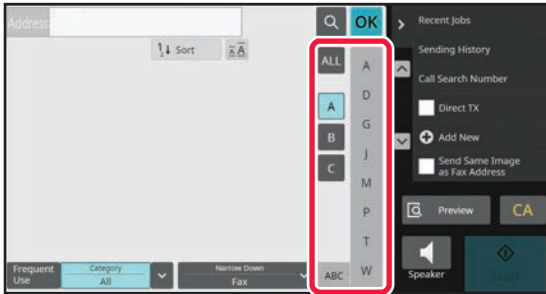 Address
OK
Sort
ALL
A
B
C
A
D
G
J
M
P
T
W
ABC
Frequent
Use
Category
All
Narrow Down
Fax
Recent Jobs
Sending History
Call Search Number
Direct TX
Add New
Send Same Image
as Fax Address
Preview
CA
Speaker
Start